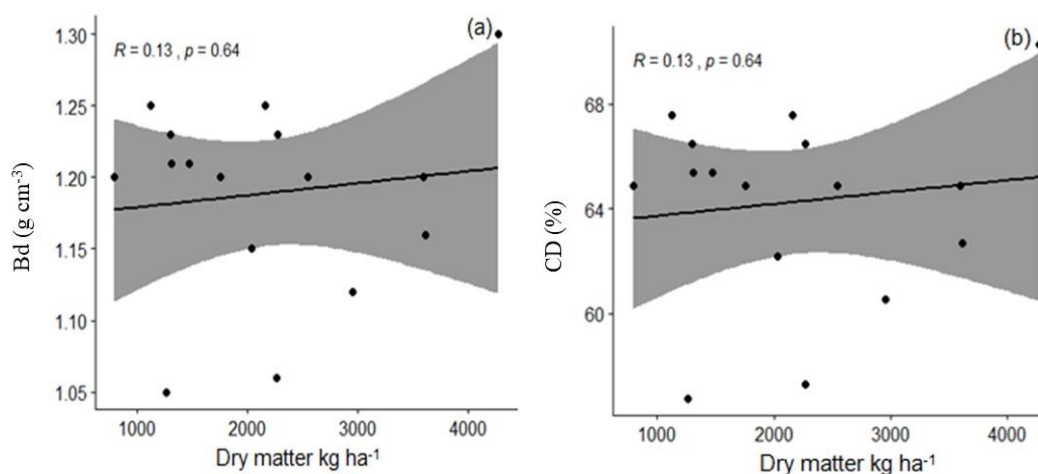 (a)
R = 0.13 , p = 0.64
1.30
1.25
1.20
1.15
1.10
1.05
Bd (g cm⁻³)
1000 2000 3000 4000
Dry matter kg ha⁻¹
(b)
R = 0.13 , p = 0.64
68
64
60
CD (%)
1000 2000 3000 4000
Dry matter kg ha⁻¹